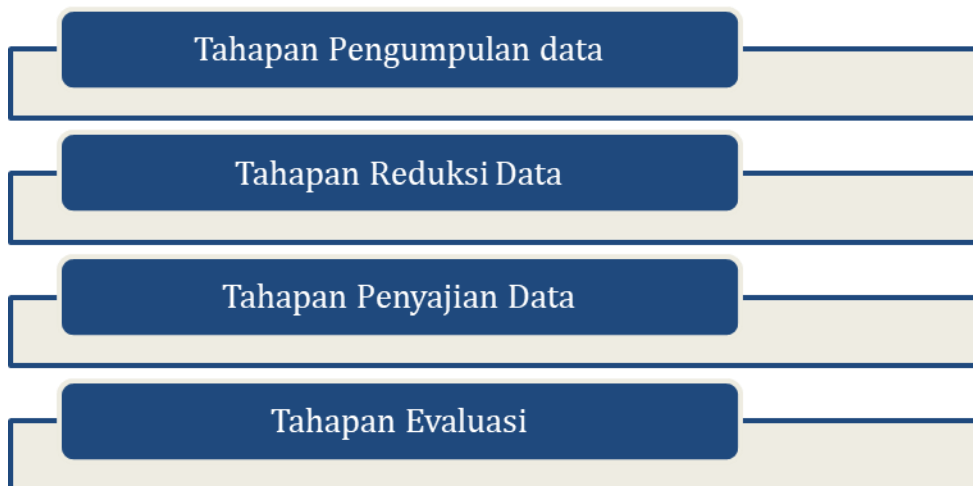 Tahapan Pengumpulan data
Tahapan Reduksi Data
Tahapan Penyajian Data
Tahapan Evaluasi